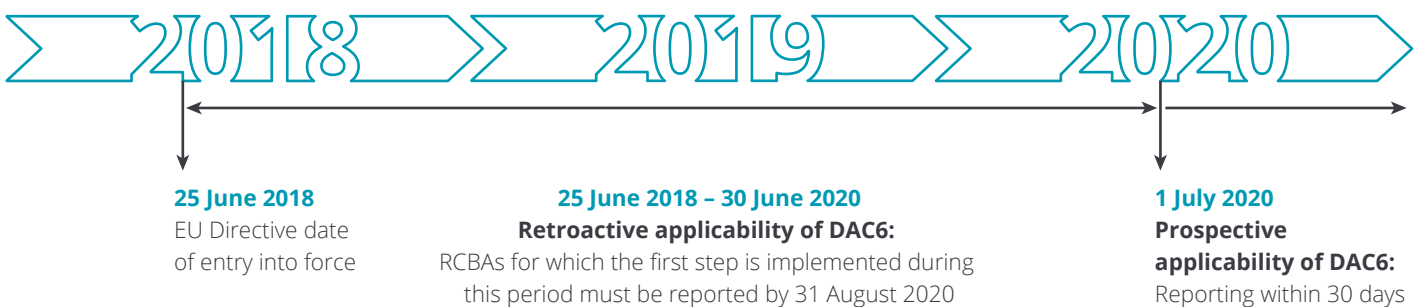 2018 2019 2020
25 June 2018
EU Directive date
of entry into force
25 June 2018 – 30 June 2020
Retroactive applicability of DAC6:
RCBAs for which the first step is implemented during
this period must be reported by 31 August 2020
1 July 2020
Prospective
applicability of DAC6:
Reporting within 30 days